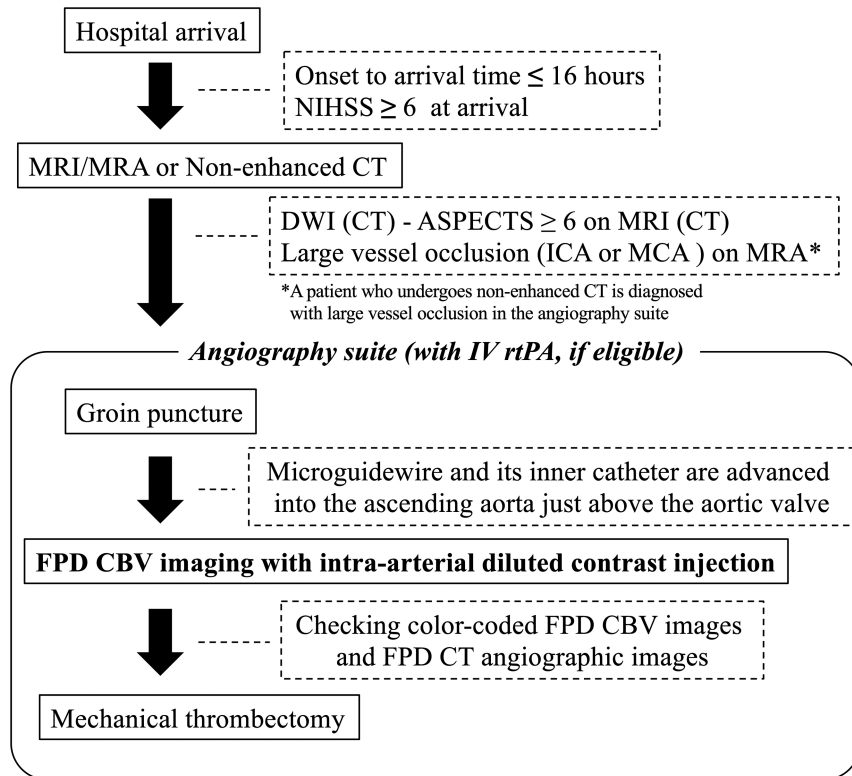 Hospital arrival
Onset to arrival time ≤ 16 hours
NIHSS ≥ 6 at arrival
MRI/MRA or Non-enhanced CT
DWI (CT) - ASPECTS ≥ 6 on MRI (CT)
Large vessel occlusion (ICA or MCA ) on MRA*
*A patient who undergoes non-enhanced CT is diagnosed
with large vessel occlusion in the angiography suite
Angiography suite (with IV rtPA, if eligible)
Groin puncture
Microguidewire and its inner catheter are advanced
into the ascending aorta just above the aortic valve
FPD CBV imaging with intra-arterial diluted contrast injection
Checking color-coded FPD CBV images
and FPD CT angiographic images
Mechanical thrombectomy